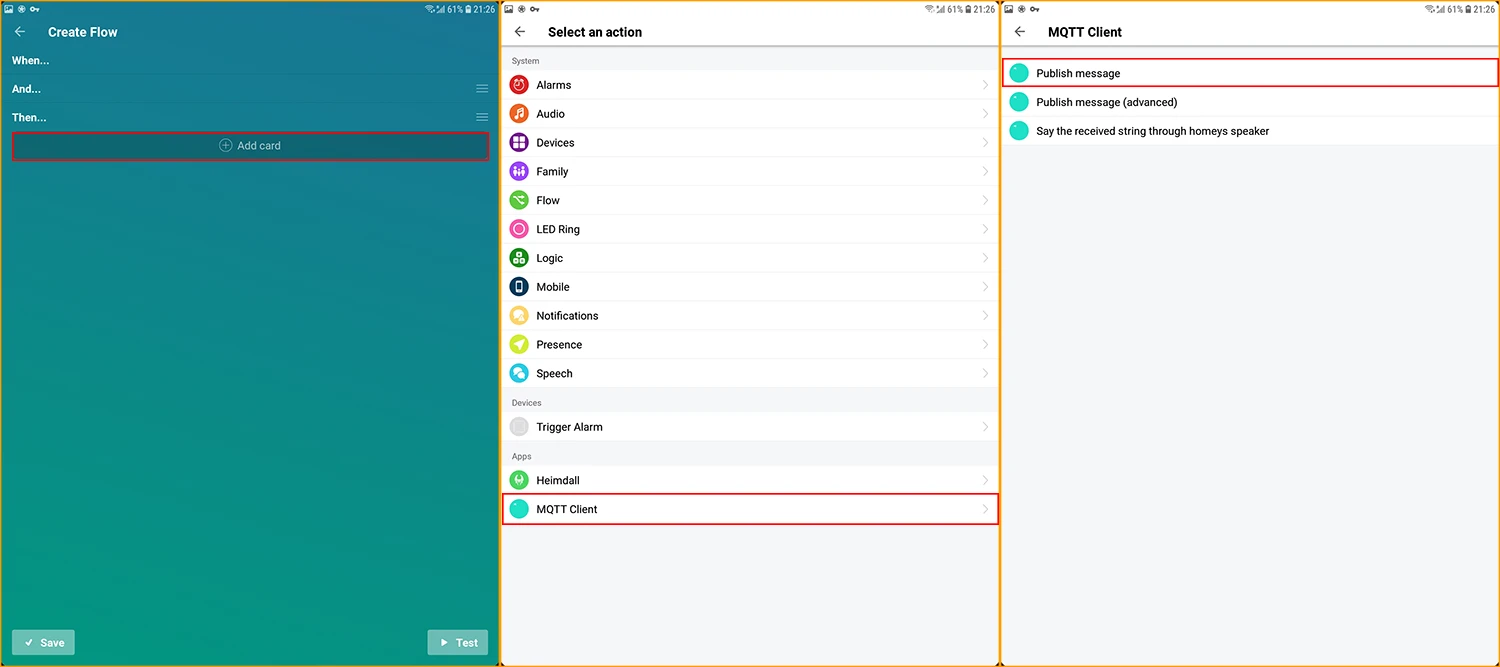 61% 21:26
Create Flow
When...
And...
Then...
Add card
Save
Test
61% 21:26
Select an action
System
Alarms
Audio
Devices
Family
Flow
LED Ring
Logic
Mobile
Notifications
Presence
Speech
Devices
Trigger Alarm
Apps
Heimdall
MQTT Client
61% 21:26
MQTT Client
Publish message
Publish message (advanced)
Say the received string through homeys speaker